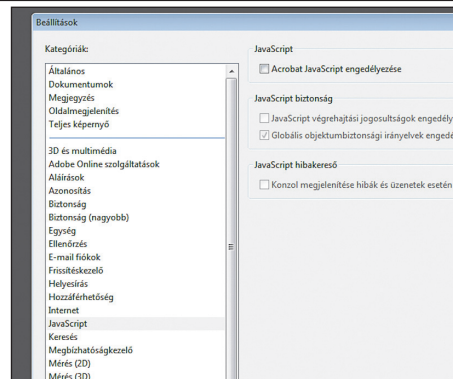 Beállítások
Kategóriák:
Általános
Dokumentumok
Megjegyzés
Oldalmegjelenítés
Teljes képernyő
3D és multimédia
Adobe Online szolgáltatások
Aláírások
Azonosítás
Biztonság
Biztonság (nagyobb)
Egység
Ellenőrzés
E-mail fiókok
Frissítéskezelő
Helyesírás
Hozzáférhetőség
Internet
JavaScript
Keresés
Megbízhatóságkezelő
Mérés (2D)
Mérés (3D)
JavaScript
Acrobat JavaScript engedélyezése
JavaScript biztonság
JavaScript végrehajtási jogosultságok engedély
Globális objektumbiztonsági irányelvek engedé
JavaScript hibakereső
Konzol megjelenítése hibák és üzenetek esetén